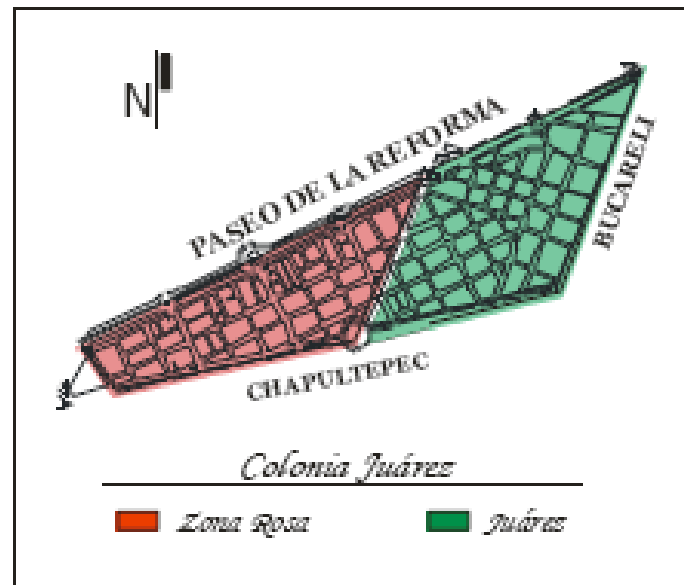 N
PASEO DE LA REFORMA
BUCARELI
CHAPULTEPEC
Colonia Juárez
Zona Rosa
Juárez